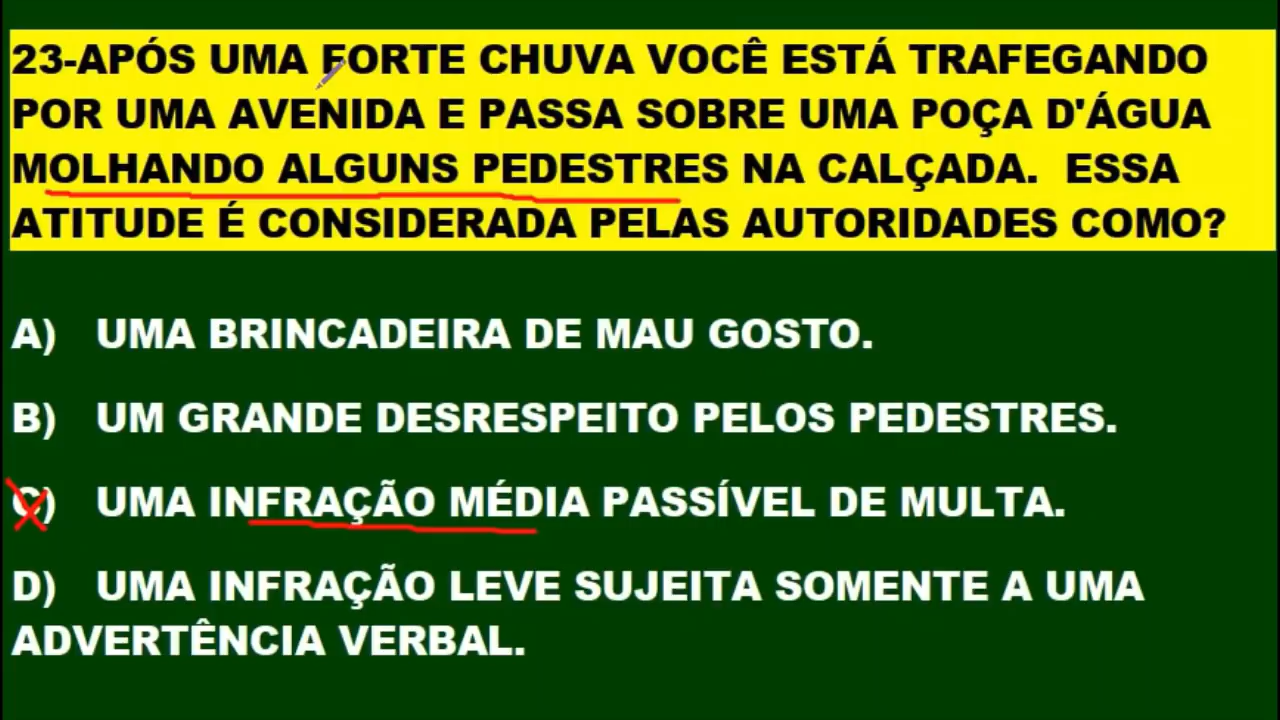 23-APÓS UMA FORTE CHUVA VOCÊ ESTÁ TRAFEGANDO
POR UMA AVENIDA E PASSA SOBRE UMA POÇA D'ÁGUA
MOLHANDO ALGUNS PEDESTRES NA CALÇADA. ESSA
ATITUDE É CONSIDERADA PELAS AUTORIDADES COMO?
A) UMA BRINCADEIRA DE MAU GOSTO.
B) UM GRANDE DESRESPEITO PELOS PEDESTRES.
C) UMA INFRAÇÃO MÉDIA PASSÍVEL DE MULTA.
D) UMA INFRAÇÃO LEVE SUJEITA SOMENTE A UMA
ADVERTÊNCIA VERBAL.